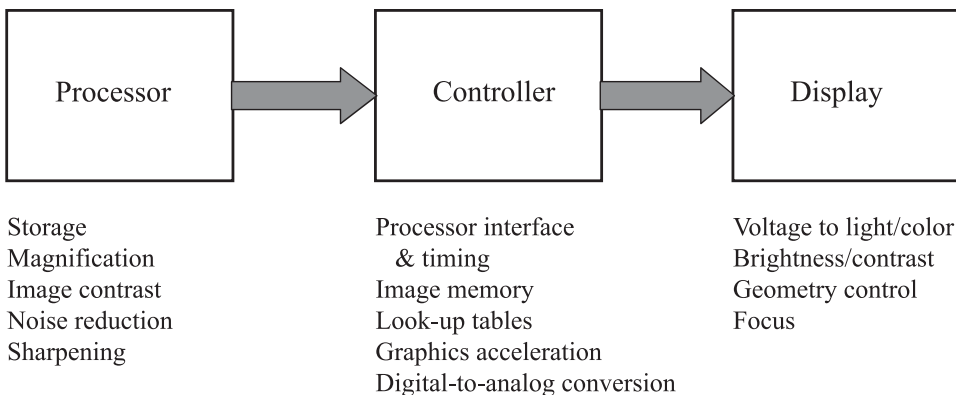 Processor
Controller
Display
Storage
Magnification
Image contrast
Noise reduction
Sharpening
Processor interface
& timing
Image memory
Look-up tables
Graphics acceleration
Digital-to-analog conversion
Voltage to light/color
Brightness/contrast
Geometry control
Focus